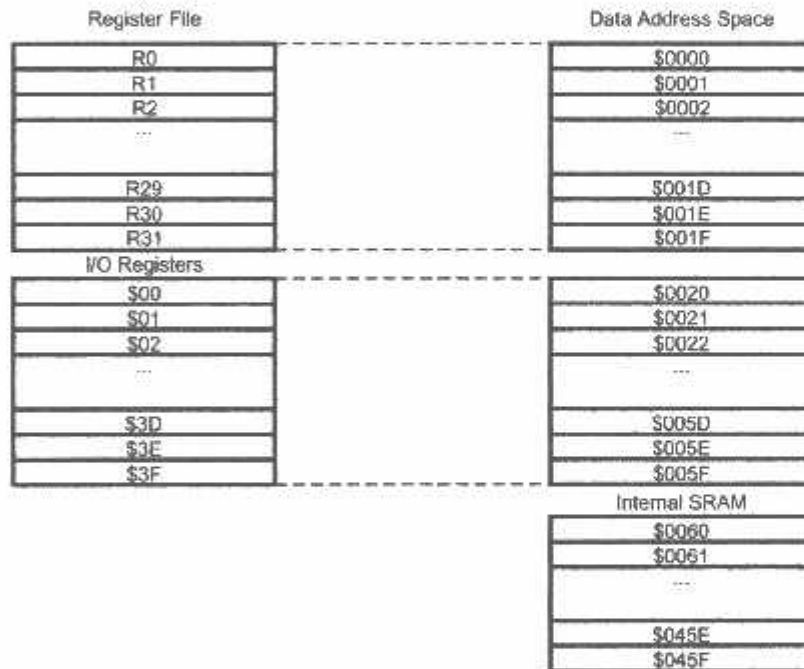 Register File
Data Address Space
R0
$0000
R1
$0001
R2
$0002
...
...
R29
$001D
R30
$001E
R31
$001F
I/O Registers
$00
$0020
$01
$0021
$02
$0022
...
...
$3D
$005D
$3E
$005E
$3F
$005F
Internal SRAM
$0060
$0061
...
$045E
$045F